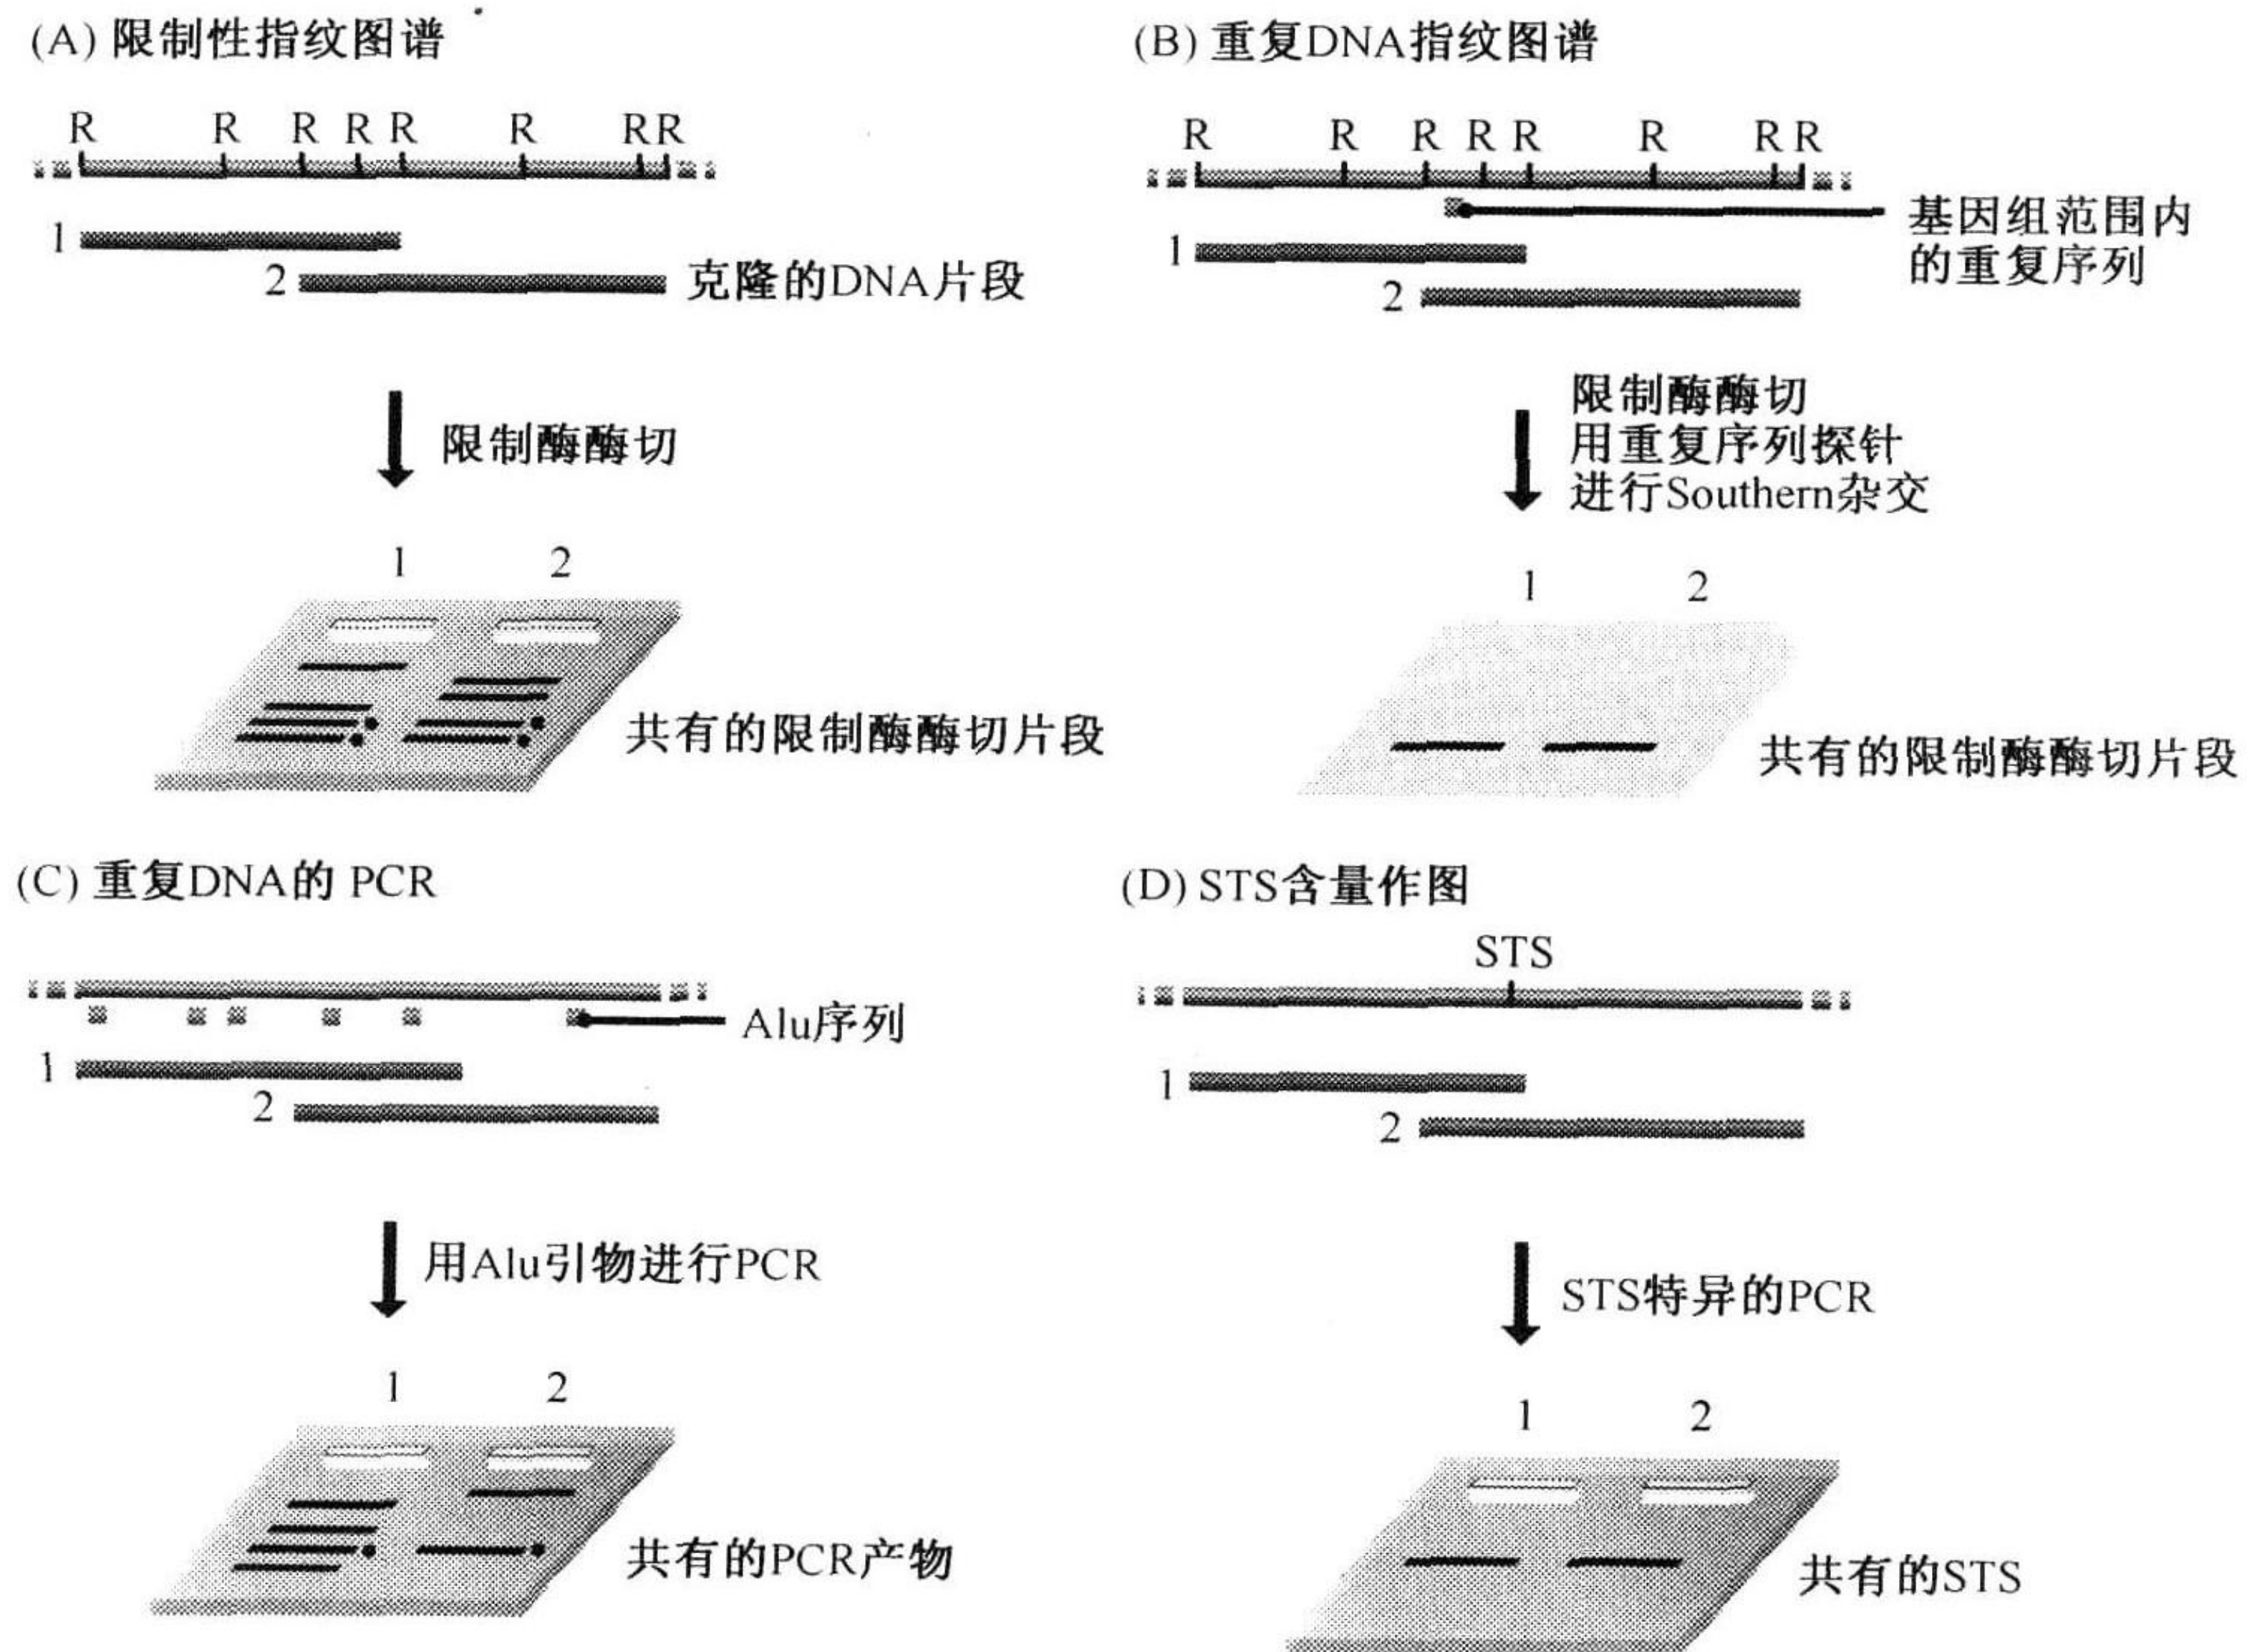 (A) 限制性指纹图谱
R R R R R R R R
1
2 克隆的DNA片段
限制酶酶切
1 2
共有的限制酶酶切片段
(B) 重复DNA指纹图谱
R R R R R R R R
基因组范围内
的重复序列
1
2
限制酶酶切
用重复序列探针
进行Southern杂交
1 2
共有的限制酶酶切片段
(C) 重复DNA的 PCR
Alu序列
1
2
用Alu引物进行PCR
1 2
共有的PCR产物
(D) STS含量作图
STS
1
2
STS特异的PCR
1 2
共有的STS